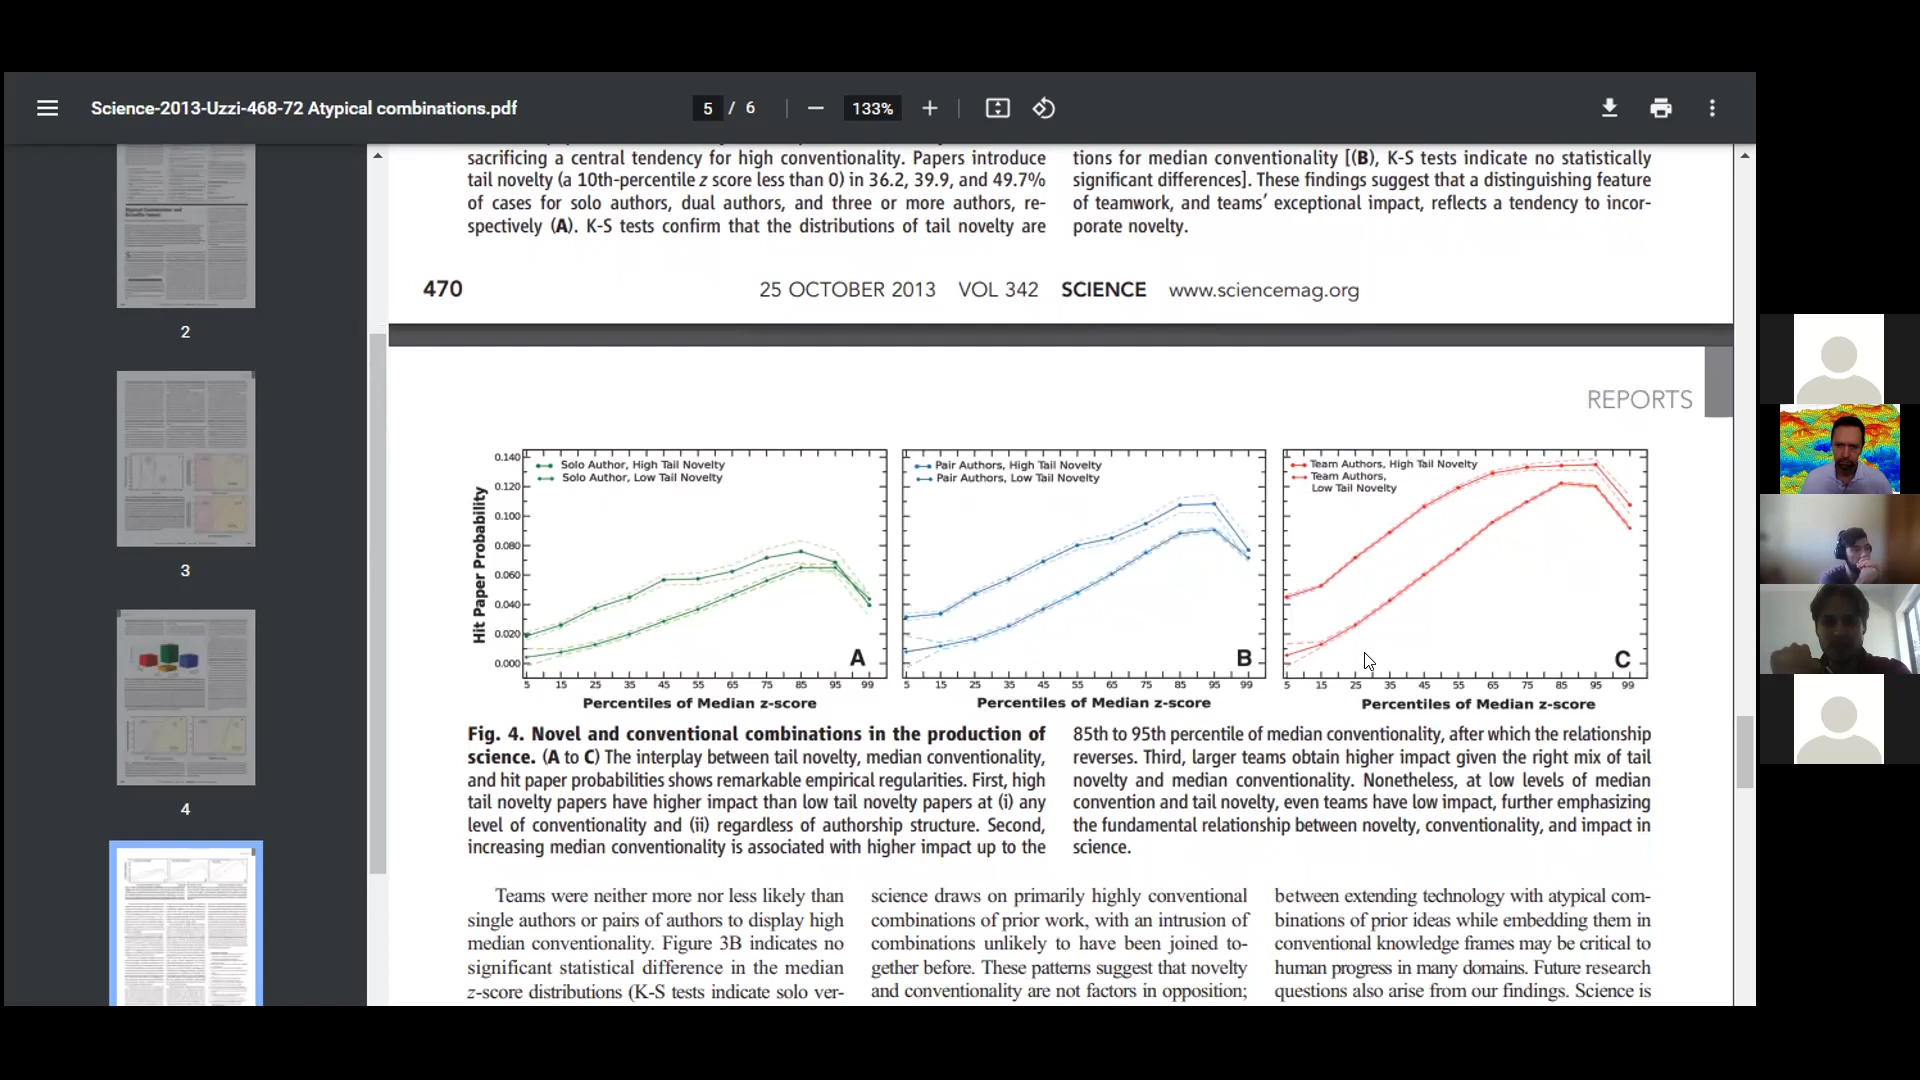 Science-2013-Uzzi-468-72 Atypical combinations.pdf
5 / 6
133%
2
3
4
sacrificing a central tendency for high conventionality. Papers introduce
tail novelty (a 10th-percentile z score less than 0) in 36.2, 39.9, and 49.7%
of cases for solo authors, dual authors, and three or more authors, re-
spectively (A). K-S tests confirm that the distributions of tail novelty are
tions for median conventionality [(B), K-S tests indicate no statistically
significant differences]. These findings suggest that a distinguishing feature
of teamwork, and teams' exceptional impact, reflects a tendency to incor-
porate novelty.
470
25 OCTOBER 2013 VOL 342 SCIENCE www.sciencemag.org
REPORTS
Hit Paper Probability
0.140
0.120
0.100
0.080
0.060
0.040
0.020
0.000
Solo Author, High Tail Novelty
Solo Author, Low Tail Novelty
A
5 15 25 35 45 55 65 75 85 95 99
Percentiles of Median z-score
Pair Authors, High Tail Novelty
Pair Authors, Low Tail Novelty
B
5 15 25 35 45 55 65 75 85 95 99
Percentiles of Median z-score
Team Authors, High Tail Novelty
Team Authors,
Low Tail Novelty
C
5 15 25 35 45 55 65 75 85 95 99
Percentiles of Median z-score
Fig. 4. Novel and conventional combinations in the production of
science. (A to C) The interplay between tail novelty, median conventionality,
and hit paper probabilities shows remarkable empirical regularities. First, high
tail novelty papers have higher impact than low tail novelty papers at (i) any
level of conventionality and (ii) regardless of authorship structure. Second,
increasing median conventionality is associated with higher impact up to the
85th to 95th percentile of median conventionality, after which the relationship
reverses. Third, larger teams obtain higher impact given the right mix of tail
novelty and median conventionality. Nonetheless, at low levels of median
convention and tail novelty, even teams have low impact, further emphasizing
the fundamental relationship between novelty, conventionality, and impact in
science.
Teams were neither more nor less likely than
single authors or pairs of authors to display high
median conventionality. Figure 3B indicates no
significant statistical difference in the median
z-score distributions (K-S tests indicate solo ver-
science draws on primarily highly conventional
combinations of prior work, with an intrusion of
combinations unlikely to have been joined to-
gether before. These patterns suggest that novelty
and conventionality are not factors in opposition;
between extending technology with atypical com-
binations of prior ideas while embedding them in
conventional knowledge frames may be critical to
human progress in many domains. Future research
questions also arise from our findings. Science is